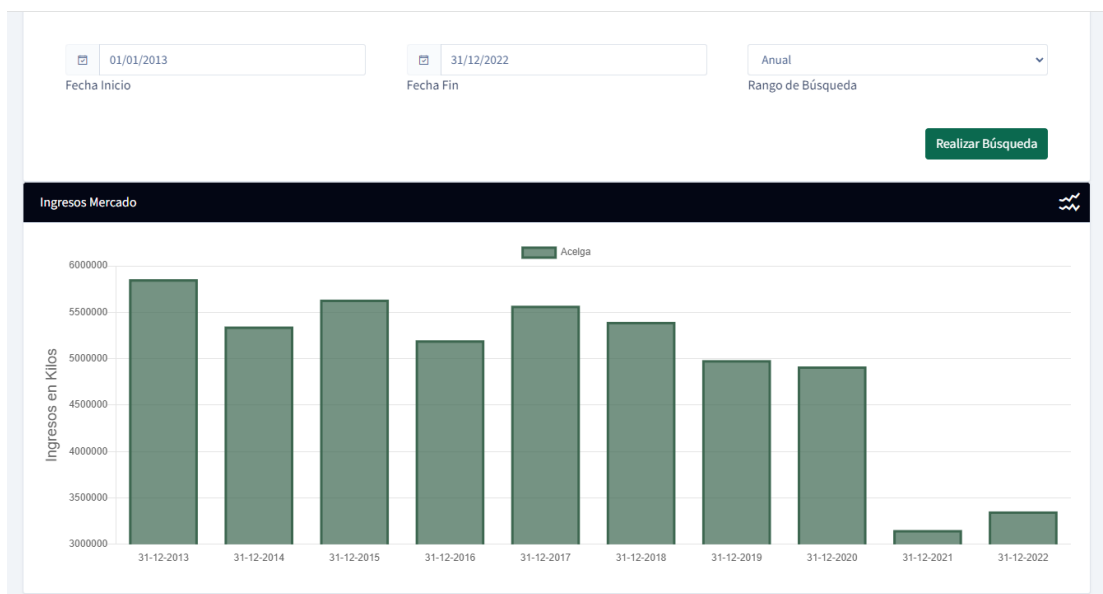 01/01/2013
31/12/2022
Anual
Fecha Inicio
Fecha Fin
Rango de Búsqueda
Realizar Búsqueda
Ingresos Mercado
Acelga
6000000
5500000
5000000
4500000
4000000
3500000
3000000
Ingresos en Kilos
31-12-2013
31-12-2014
31-12-2015
31-12-2016
31-12-2017
31-12-2018
31-12-2019
31-12-2020
31-12-2021
31-12-2022